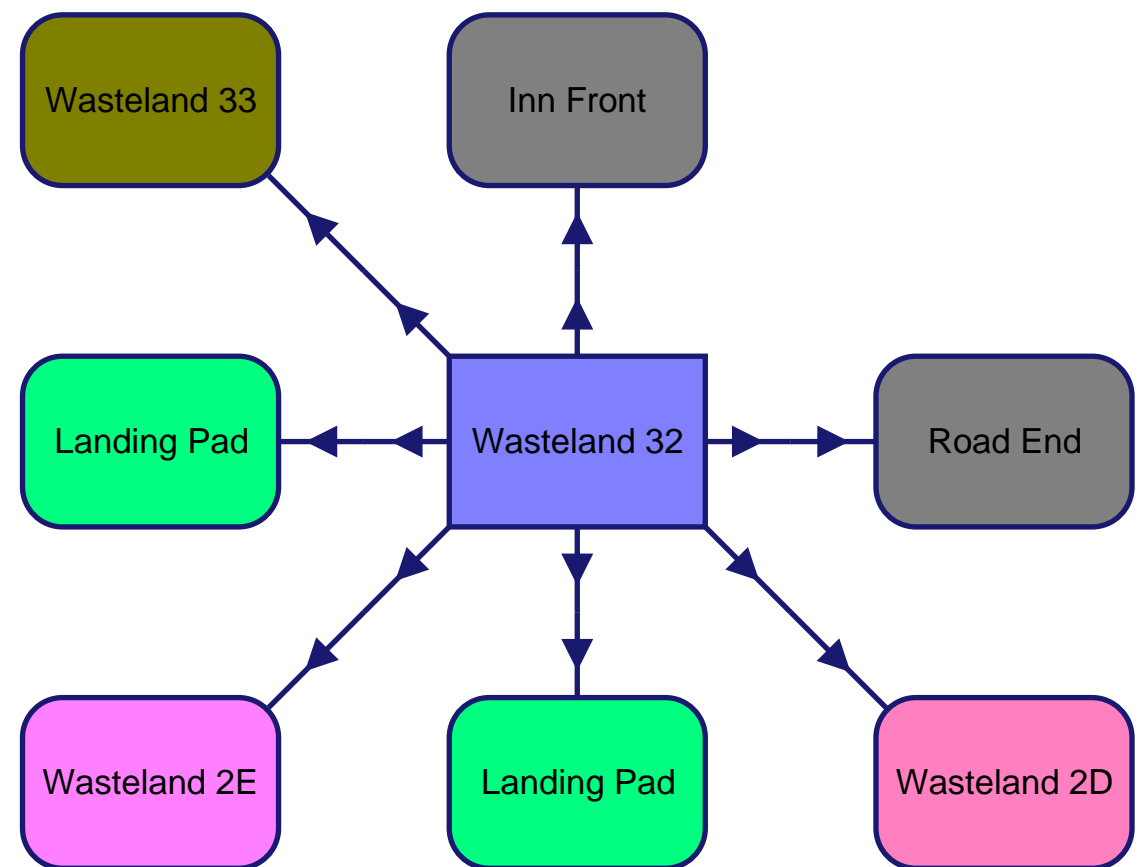 Wasteland 33
Inn Front
Landing Pad
Wasteland 32
Road End
Wasteland 2E
Landing Pad
Wasteland 2D